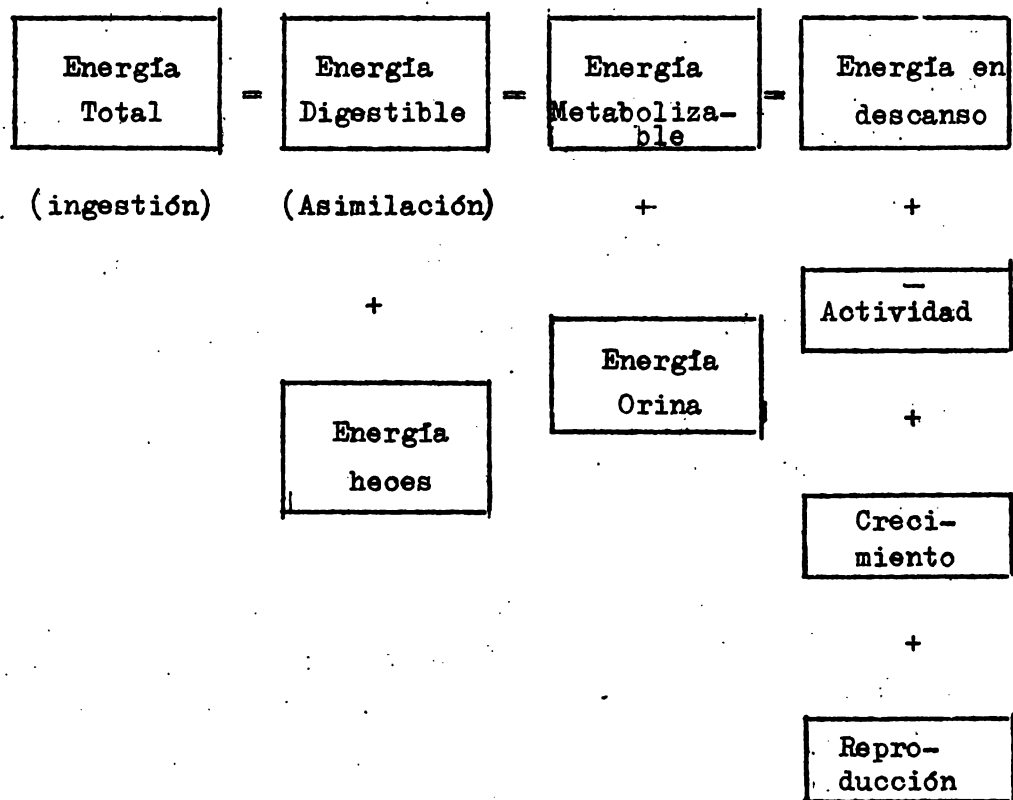 Energía
Total
=
Energía
Digestible
=
Energía
Metaboliza-
ble
=
Energía en
descanso
(ingestión)
(Asimilación)
+
+
+
Energía
heces
Energía
Orina
Actividad
+
Creci-
miento
+
Repro-
ducción